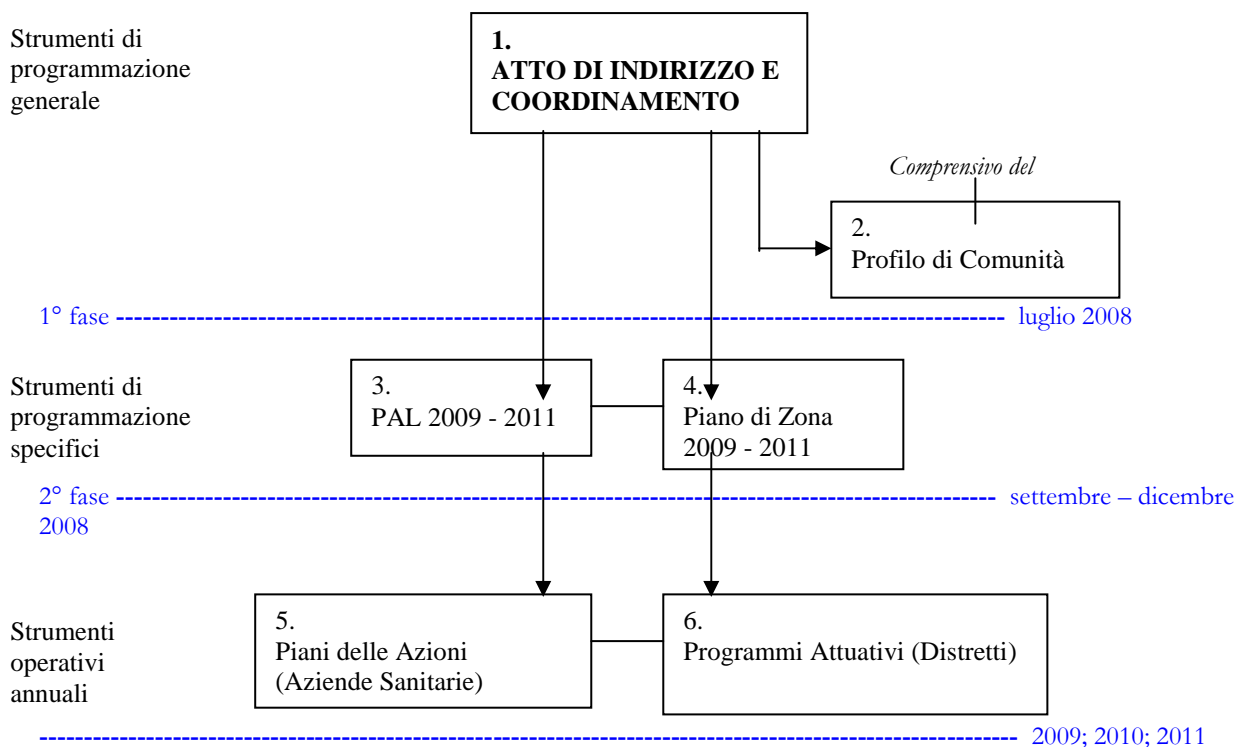 Strumenti di
programmazione
generale
1.
ATTO DI INDIRIZZO E
COORDINAMENTO
Comprensivo del
2.
Profilo di Comunità
1° fase ---------------------------------------------------------------------------------------------------- luglio 2008
Strumenti di
programmazione
specifici
3.
PAL 2009 - 2011
4.
Piano di Zona
2009 - 2011
2° fase --------------------------------------------------------------------------------------------------- settembre – dicembre
2008
Strumenti
operativi
annuali
5.
Piani delle Azioni
(Aziende Sanitarie)
6.
Programmi Attuativi (Distretti)
-------------------------------------------------------------------------------------------------------------- 2009; 2010; 2011